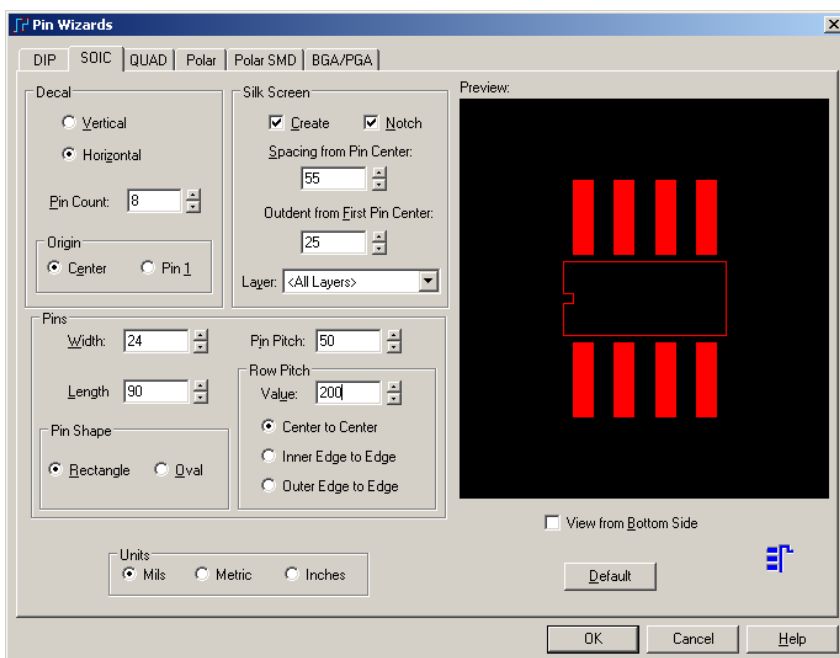 Pin Wizards
DIP SOIC QUAD Polar Polar SMD BGA/PGA
Decal
Vertical
Horizontal
Pin Count: 8
Origin
Center Pin 1
Silk Screen
Create Notch
Spacing from Pin Center:
55
Outdent from First Pin Center:
25
Layer: <All Layers>
Pins
Width: 24
Length 90
Pin Shape
Rectangle Oval
Pin Pitch: 50
Row Pitch
Value: 200
Center to Center
Inner Edge to Edge
Outer Edge to Edge
Units
Mils Metric Inches
Preview:
View from Bottom Side
Default
OK Cancel Help